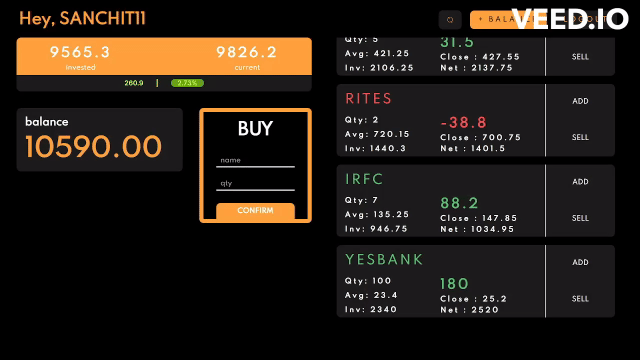 Hey, SANCHIT11
+ BALANCE
LOGOUT
VEED.IO
9565.3
invested
9826.2
current
260.9 | 2.73%
balance
10590.00
BUY
name
qty
CONFIRM
Qty: 5
Avg: 421.25
Inv: 2106.25
31.5
Close : 427.55
Net : 2137.75
SELL
RITES
Qty: 2
Avg: 720.15
Inv: 1440.3
-38.8
Close : 700.75
Net : 1401.5
ADD
SELL
IRFC
Qty: 7
Avg: 135.25
Inv: 946.75
88.2
Close : 147.85
Net : 1034.95
ADD
SELL
YESBANK
Qty: 100
Avg: 23.4
Inv: 2340
180
Close : 25.2
Net : 2520
ADD
SELL